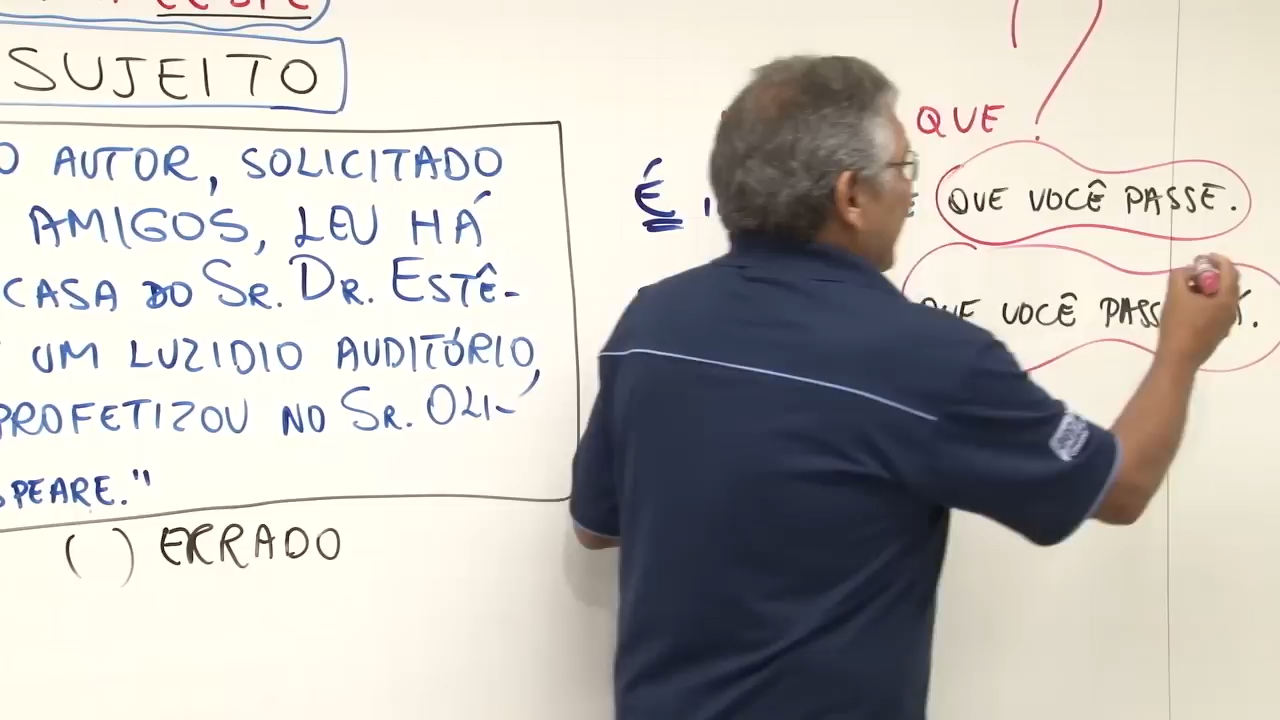 SUJEITO
O AUTOR, SOLICITADO
AMIGOS, LEU HÁ
CASA DO SR. DR. ESTÊ-
UM LUZIDIO AUDITÓRIO,
PROFETIZOU NO SR. OLI-
SPEARE."
( ) ERRADO
QUE
É
QUE VOCÊ PASSE.
QUE VOCÊ